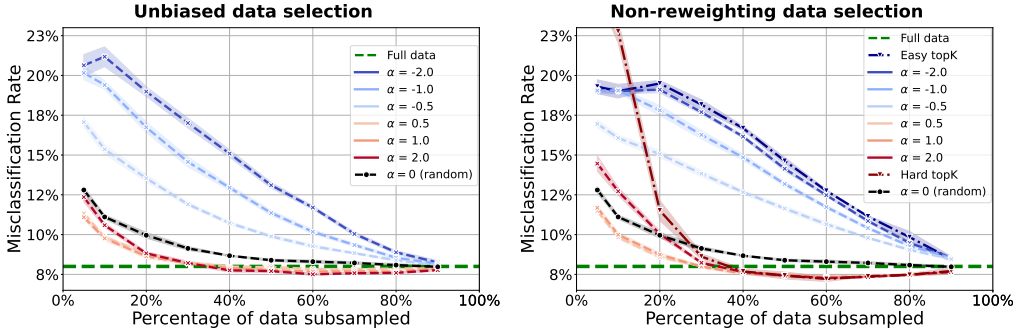 Unbiased data selection
Misclassification Rate
23%
20%
18%
15%
12%
10%
8%
0% 20% 40% 60% 80% 100%
Percentage of data subsampled
Full data
α = -2.0
α = -1.0
α = -0.5
α = 0.5
α = 1.0
α = 2.0
α = 0 (random)
Non-reweighting data selection
Misclassification Rate
23%
20%
18%
15%
12%
10%
8%
0% 20% 40% 60% 80% 100%
Percentage of data subsampled
Full data
Easy topK
α = -2.0
α = -1.0
α = -0.5
α = 0.5
α = 1.0
α = 2.0
Hard topK
α = 0 (random)